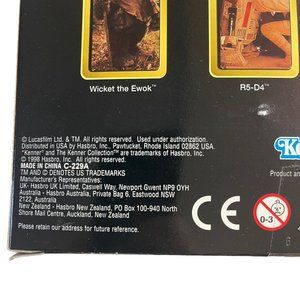 Wicket the Ewok™
R5-D4™
© Lucasfilm Ltd. & TM. All rights reserved. Used under authorization.
Distributed in USA by Hasbro, Inc., Pawtucket, Rhode Island 02862 USA.
"Kenner" and The Kenner Collection™ are trademarks of Hasbro, Inc.
© 1998 Hasbro, Inc. All rights reserved.
MADE IN CHINA C-229A
TM AND ® DENOTES US TRADEMARKS
Manufacturer's Representatives:
UK- Hasbro UK Limited, Caswell Way, Newport Gwent NP9 OYH
Australia - Hasbro Australia, Private Bag 6. Eastwood NSW
2122, Australia
New Zealand - Hasbro New Zealand, PO Box 100-940 North
Shore Mail Centre, Auckland, New Zealand
Please retain our address for future reference.
Product an
CE
0-3